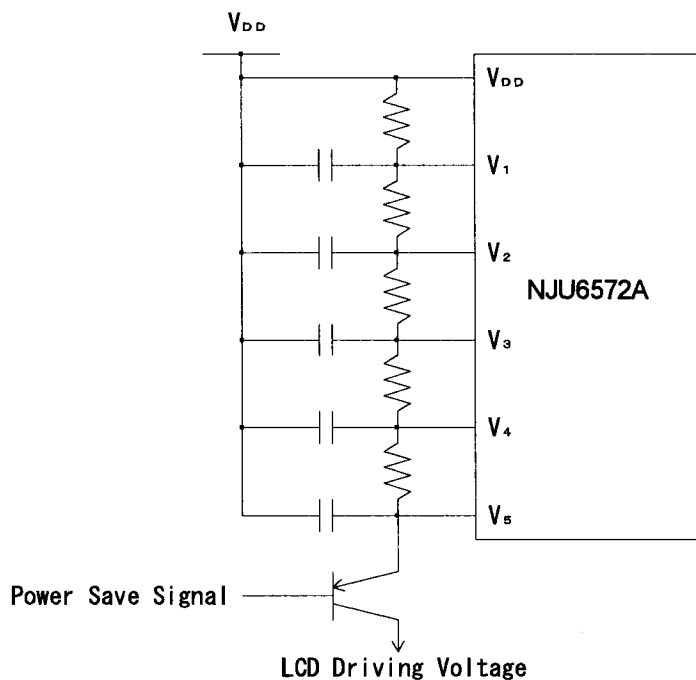 VDD
VDD
V1
V2
NJU6572A
V3
V4
V5
Power Save Signal
LCD Driving Voltage